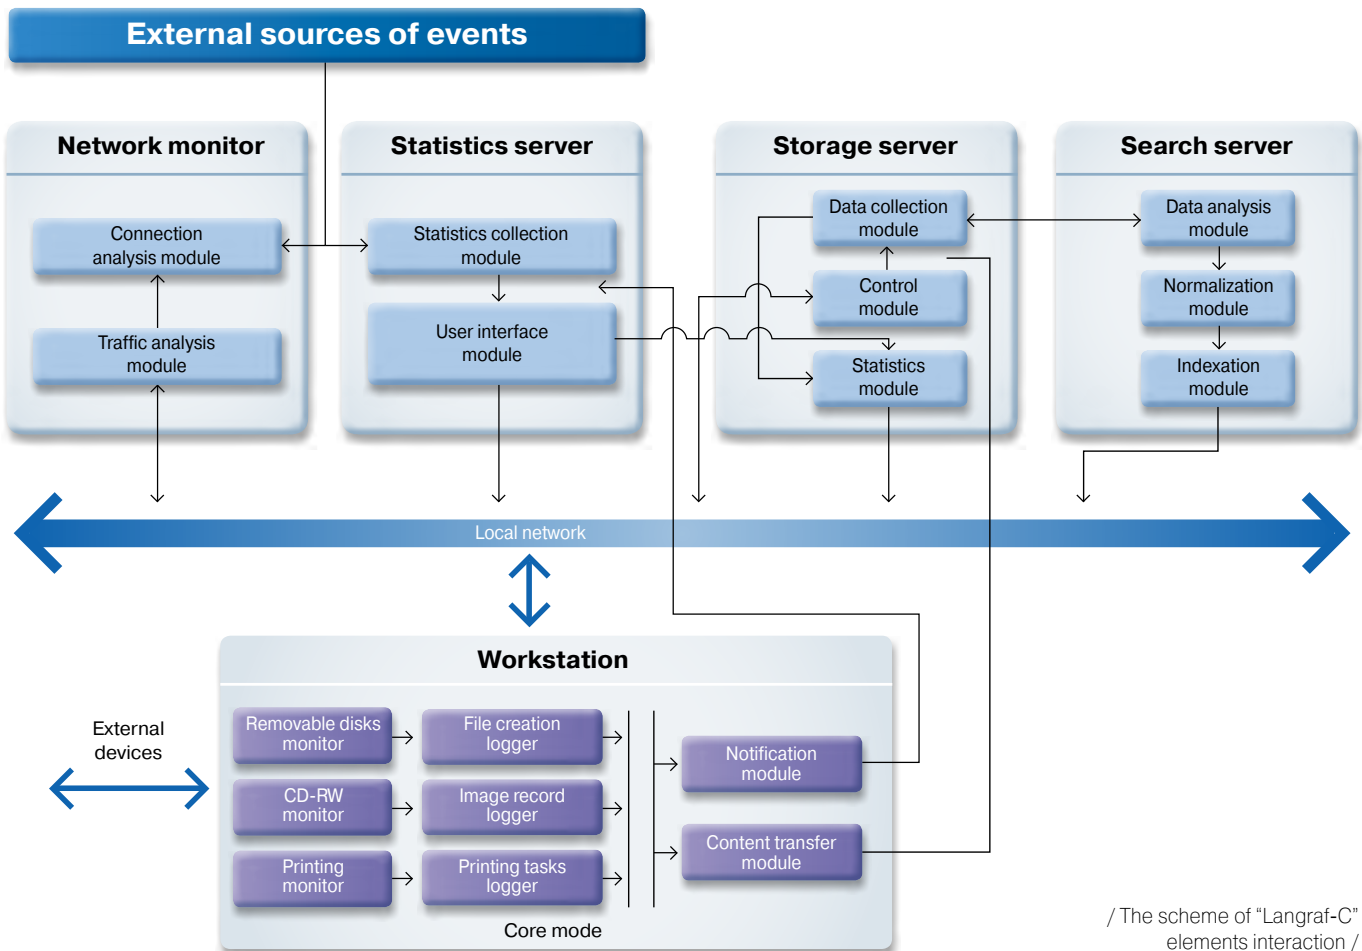 External sources of events
Network monitor
Connection
analysis module
Traffic analysis
module
Statistics server
Statistics collection
module
User interface
module
Storage server
Data collection
module
Control
module
Statistics
module
Search server
Data analysis
module
Normalization
module
Indexation
module
Local network
External
devices
Workstation
Removable disks
monitor
File creation
logger
CD-RW
monitor
Image record
logger
Printing
monitor
Printing tasks
logger
Notification
module
Content transfer
module
Core mode
/ The scheme of “Langraf-C”
elements interaction /